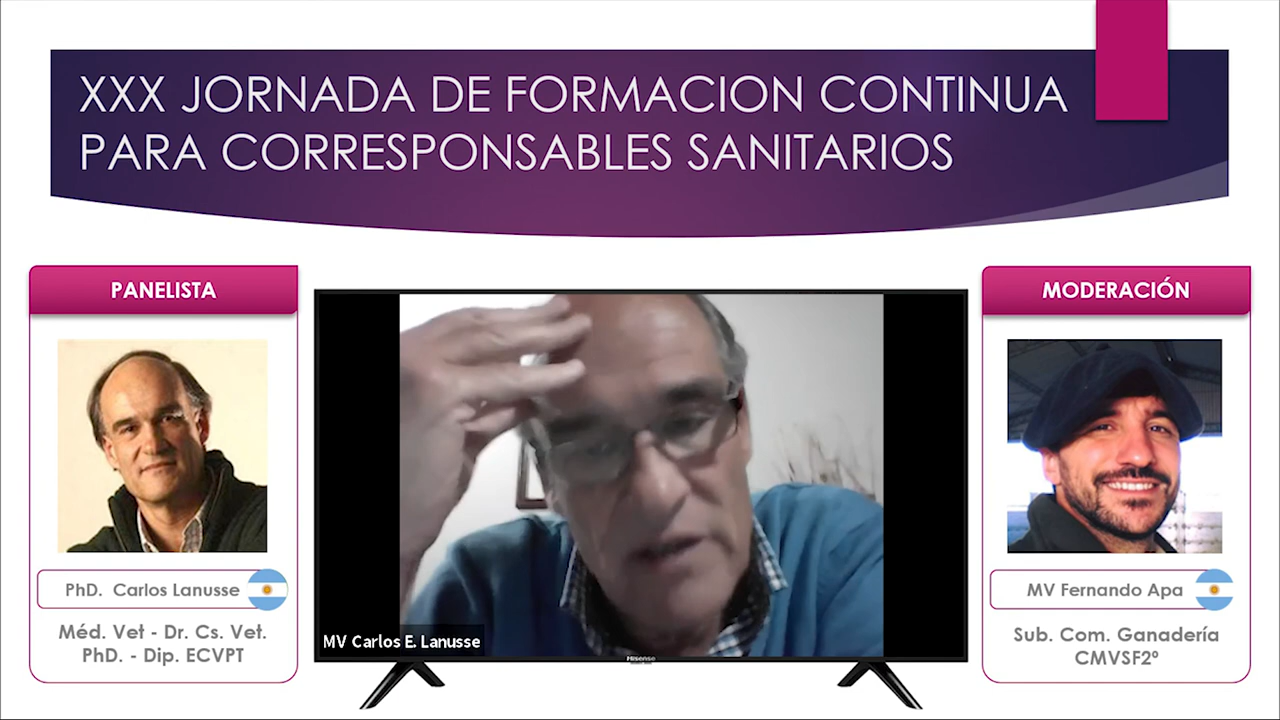 XXX JORNADA DE FORMACION CONTINUA
PARA CORRESPONSABLES SANITARIOS
PANELISTA
PhD. Carlos Lanusse
Méd. Vet - Dr. Cs. Vet.
PhD. - Dip. ECVPT
MV Carlos E. Lanusse
Hisense
MODERACIÓN
MV Fernando Apa
Sub. Com. Ganadería
CMVSF2º